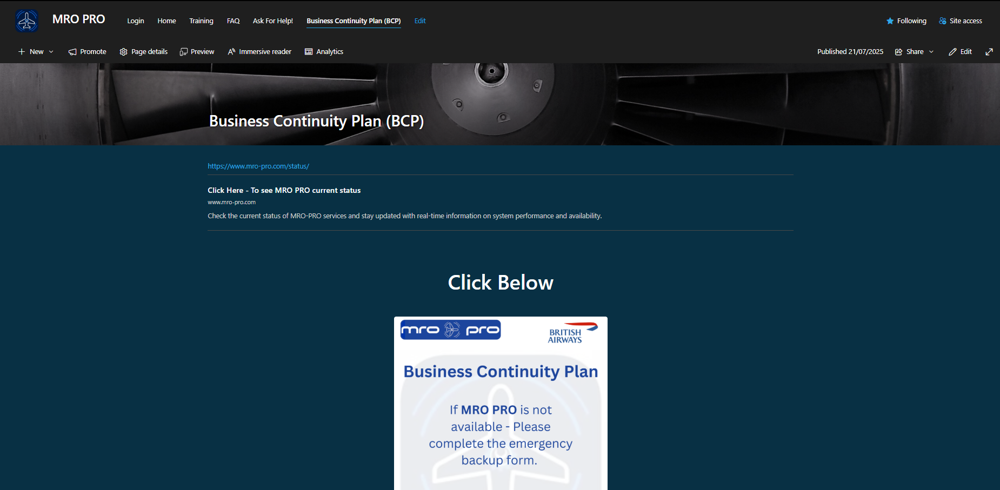 MRO PRO
Login Home Training FAQ Ask For Help! Business Continuity Plan (BCP) Edit
Following Site access
New Promote Page details Preview Immersive reader Analytics
Published 21/07/2025 Share Edit
Business Continuity Plan (BCP)
https://www.mro-pro.com/status/
Click Here - To see MRO PRO current status
www.mro-pro.com
Check the current status of MRO-PRO services and stay updated with real-time information on system performance and availability.
Click Below
mro pro
BRITISH
AIRWAYS
Business Continuity Plan
If MRO PRO is not
available - Please
complete the emergency
backup form.